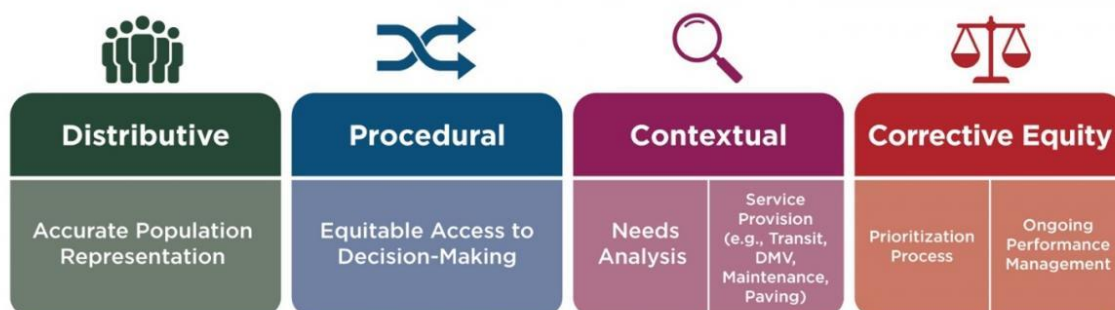 Distributive
Accurate Population
Representation
Procedural
Equitable Access to
Decision-Making
Contextual
Needs
Analysis
Service
Provision
(e.g., Transit,
DMV,
Maintenance,
Paving)
Corrective Equity
Prioritization
Process
Ongoing
Performance
Management